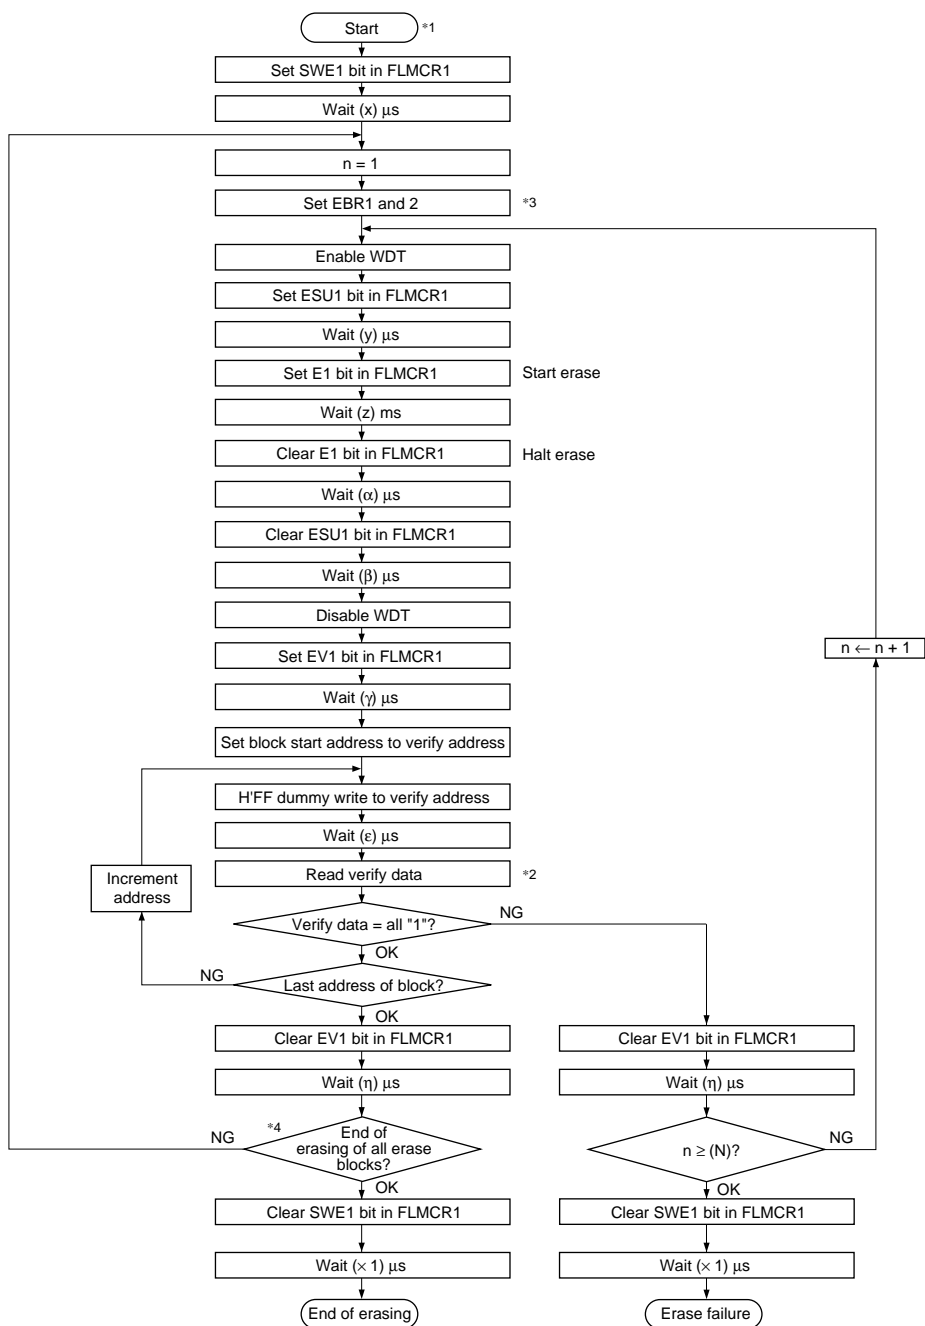 Start *1
Set SWE1 bit in FLMCR1
Wait (x) µs
n = 1
Set EBR1 and 2 *3
Enable WDT
Set ESU1 bit in FLMCR1
Wait (y) µs
Set E1 bit in FLMCR1 Start erase
Wait (z) ms
Clear E1 bit in FLMCR1 Halt erase
Wait (α) µs
Clear ESU1 bit in FLMCR1
Wait (β) µs
Disable WDT
Set EV1 bit in FLMCR1
n ← n + 1
Wait (γ) µs
Set block start address to verify address
H'FF dummy write to verify address
Wait (ε) µs
Increment
address
Read verify data *2
Verify data = all "1"? NG
OK
NG Last address of block?
OK
Clear EV1 bit in FLMCR1 Clear EV1 bit in FLMCR1
Wait (η) µs Wait (η) µs
NG *4 End of
erasing of all erase
blocks?
n ≥ (N)? NG
OK OK
Clear SWE1 bit in FLMCR1 Clear SWE1 bit in FLMCR1
Wait (× 1) µs Wait (× 1) µs
End of erasing Erase failure